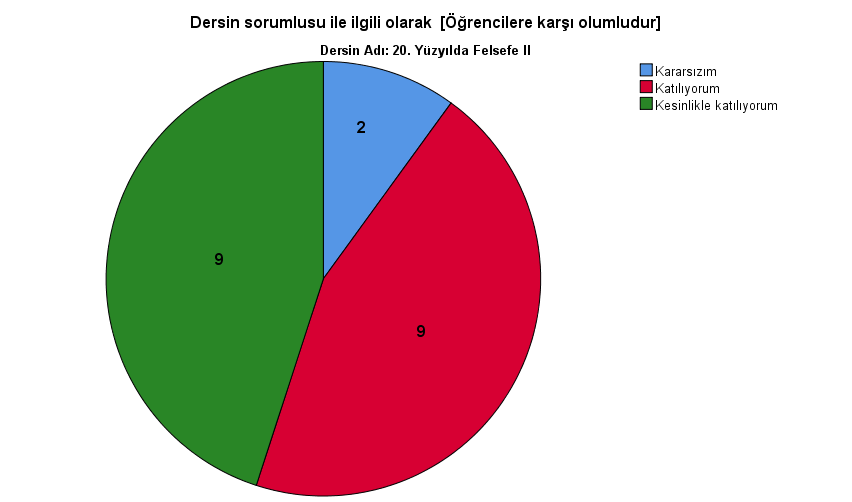 Dersin sorumlusu ile ilgili olarak  [Öğrencilere karşı olumludur]
Dersin Adı: 20. Yüzyılda Felsefe II
Kararsızım
Katılıyorum
Kesinlikle katılıyorum
2
9
9